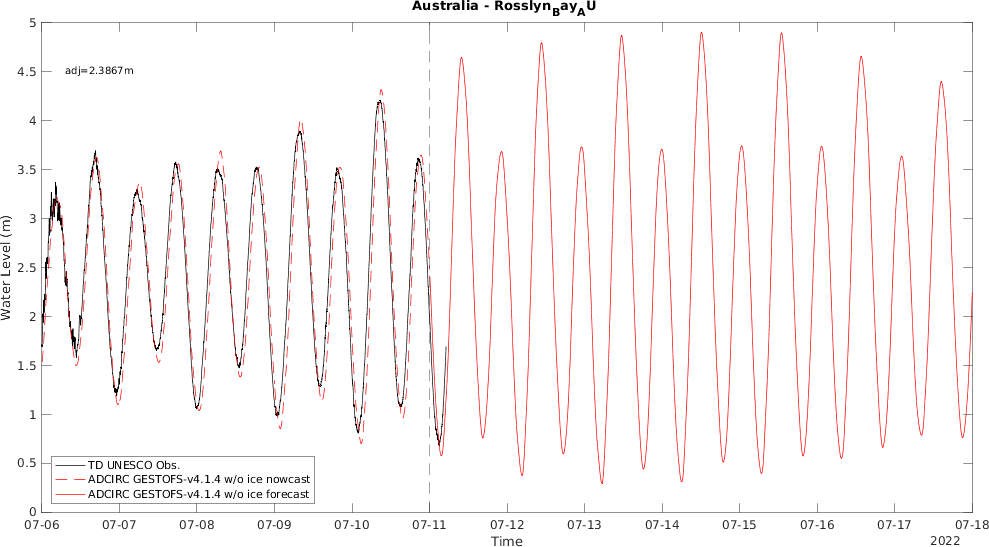 Australia - Rosslyn_Bay_AU
5
4.5
4
3.5
3
2.5
2
1.5
1
0.5
0
Water Level (m)
adj=2.3867m
TD UNESCO Obs.
ADCIRC GESTOFS-v4.1.4 w/o ice nowcast
ADCIRC GESTOFS-v4.1.4 w/o ice forecast
07-06 07-07 07-08 07-09 07-10 07-11 07-12 07-13 07-14 07-15 07-16 07-17 07-18
Time
2022